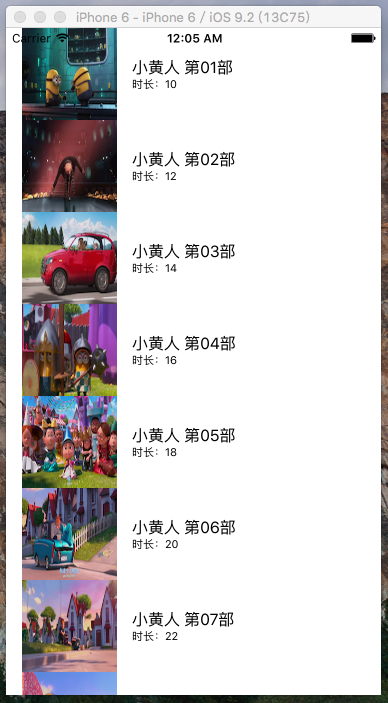 iPhone 6 - iPhone 6 / iOS 9.2 (13C75)
Carrier 12:05 AM
小黄人 第01部
时长：10
小黄人 第02部
时长：12
小黄人 第03部
时长：14
小黄人 第04部
时长：16
小黄人 第05部
时长：18
小黄人 第06部
时长：20
小黄人 第07部
时长：22